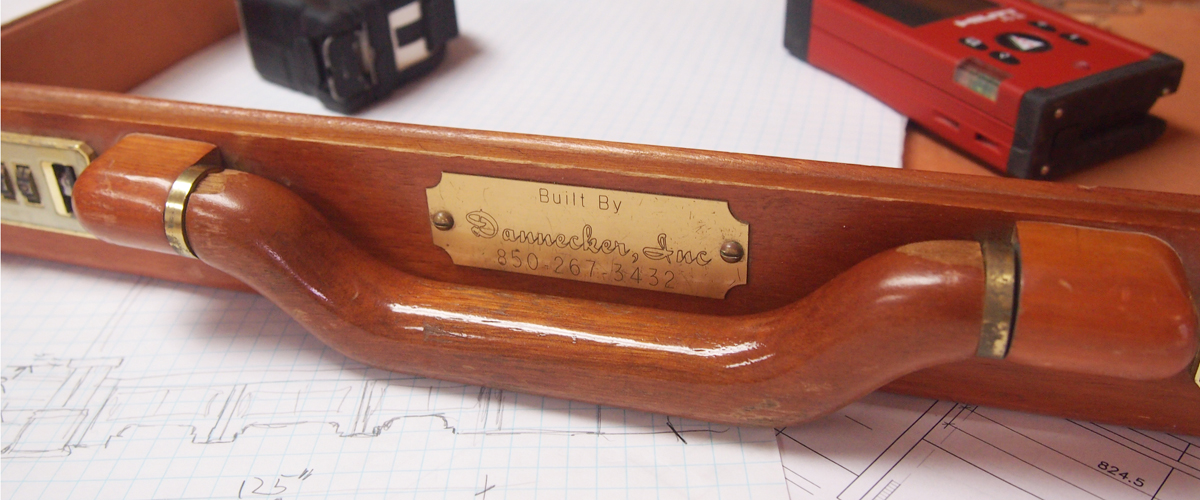 Built By
Dannecker, Inc
850-267-3432
125"
824.5